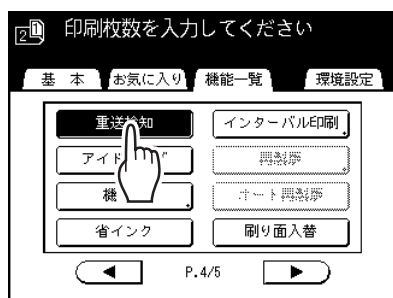 2 1 印刷枚数を入力してください
基 本 お気に入り 機能一覧 環境設定
重送検知 インターバル印刷
アイド
機
省インク 刷り面入替
P.4/5